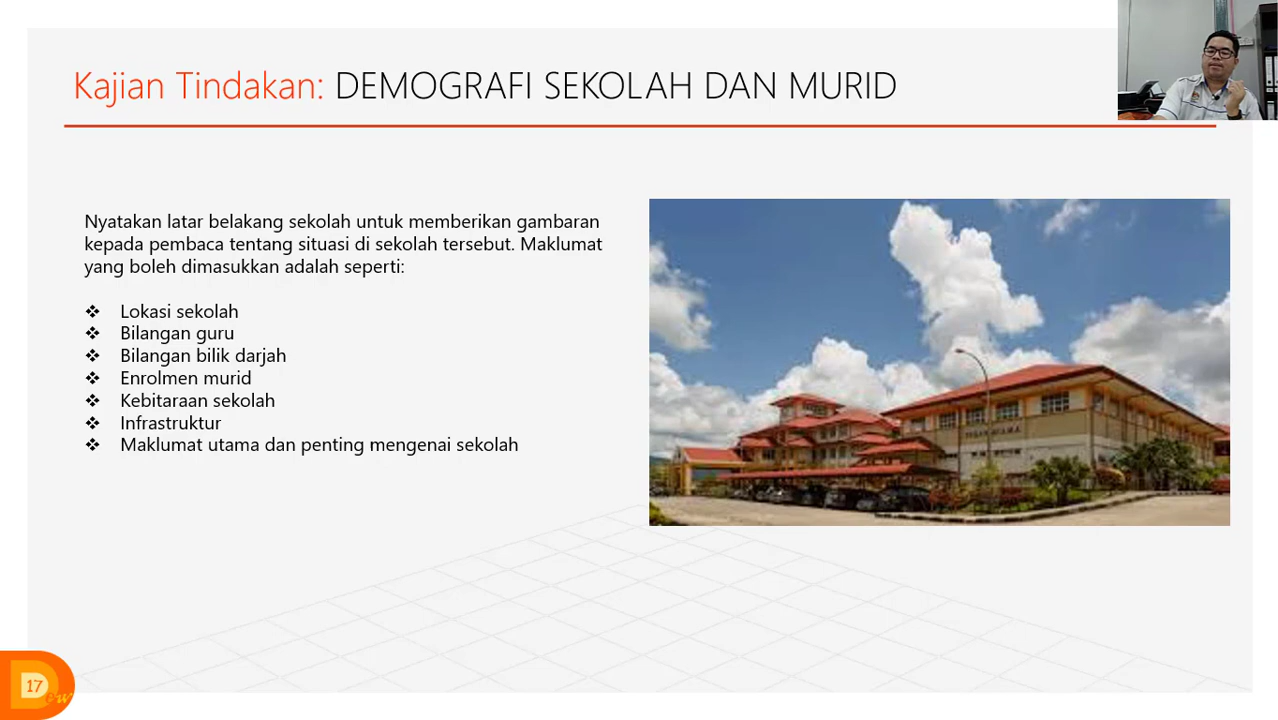 Kajian Tindakan: DEMOGRAFI SEKOLAH DAN MURID
Nyatakan latar belakang sekolah untuk memberikan gambaran
kepada pembaca tentang situasi di sekolah tersebut. Maklumat
yang boleh dimasukkan adalah seperti:
❖ Lokasi sekolah
❖ Bilangan guru
❖ Bilangan bilik darjah
❖ Enrolmen murid
❖ Kebitaraan sekolah
❖ Infrastruktur
❖ Maklumat utama dan penting mengenai sekolah
17